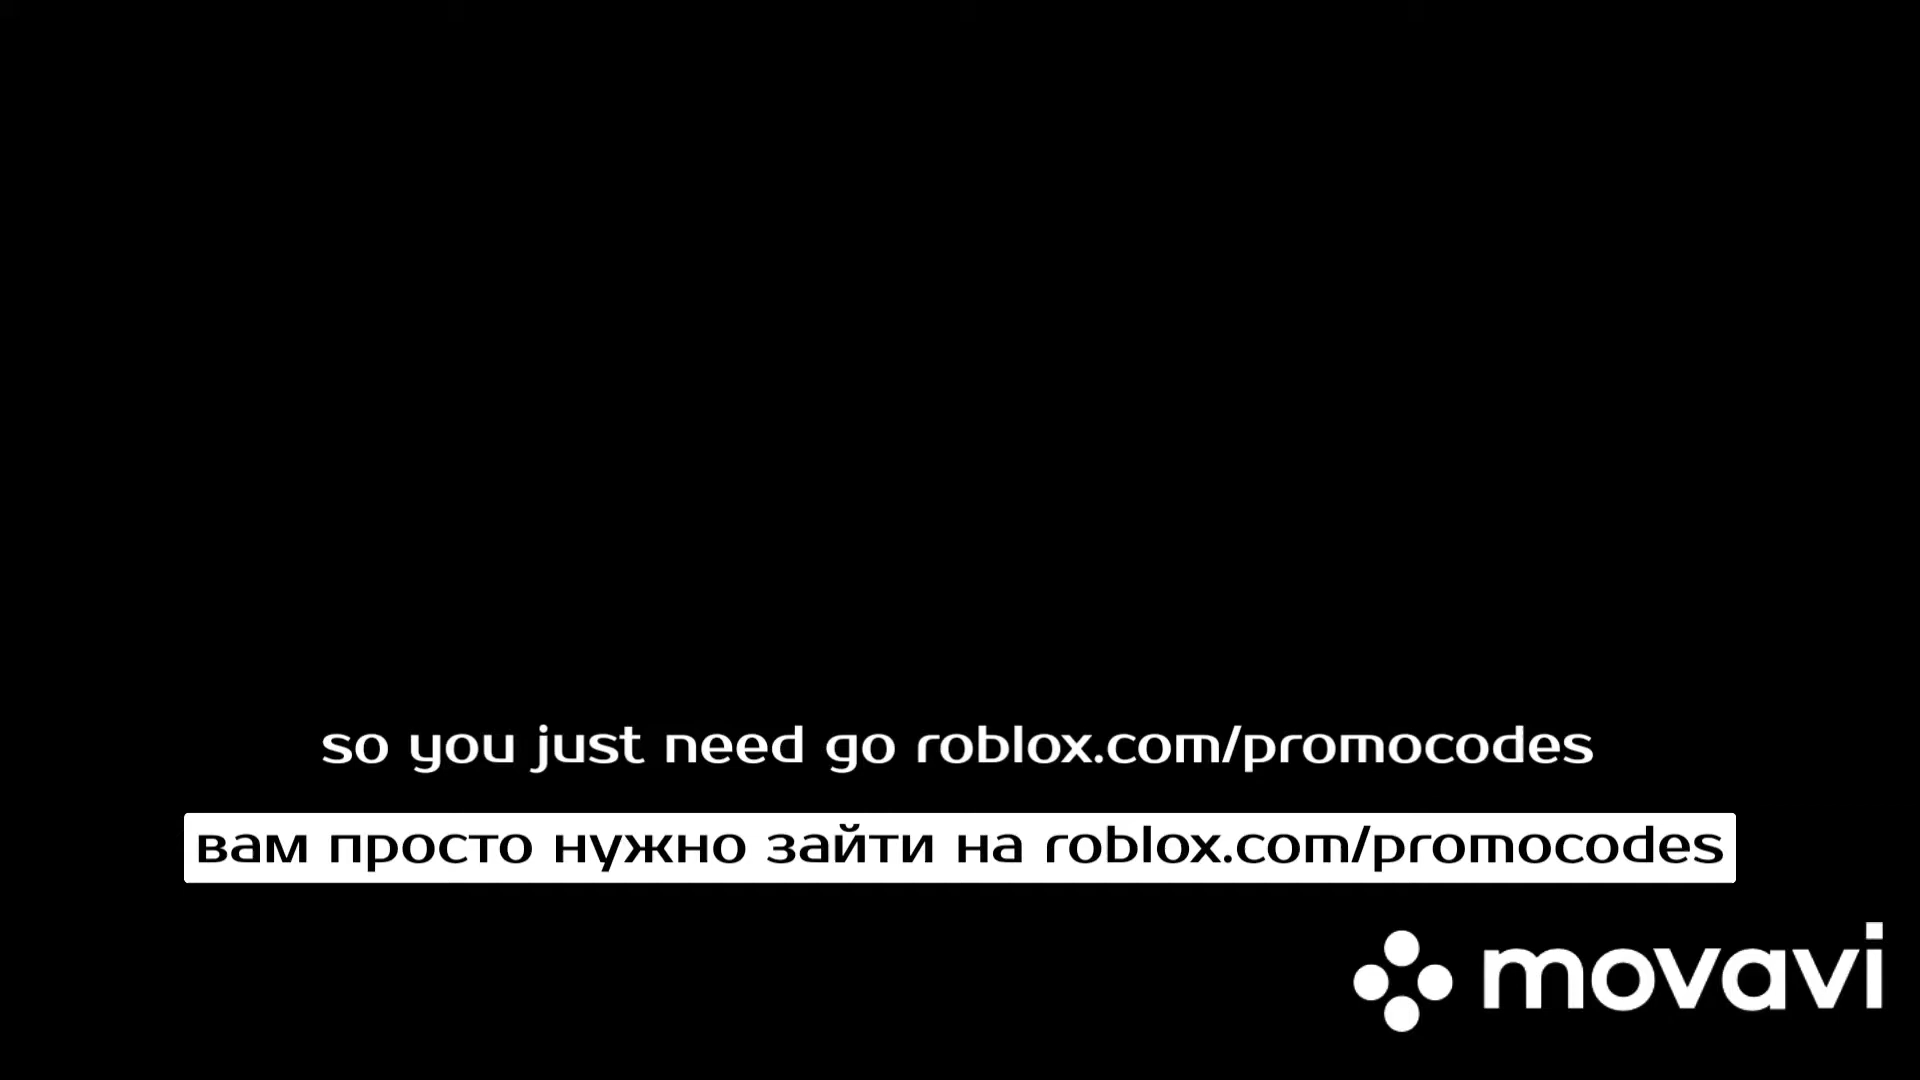 so you just need go roblox.com/promocodes
вам просто нужно зайти на roblox.com/promocodes
movavi